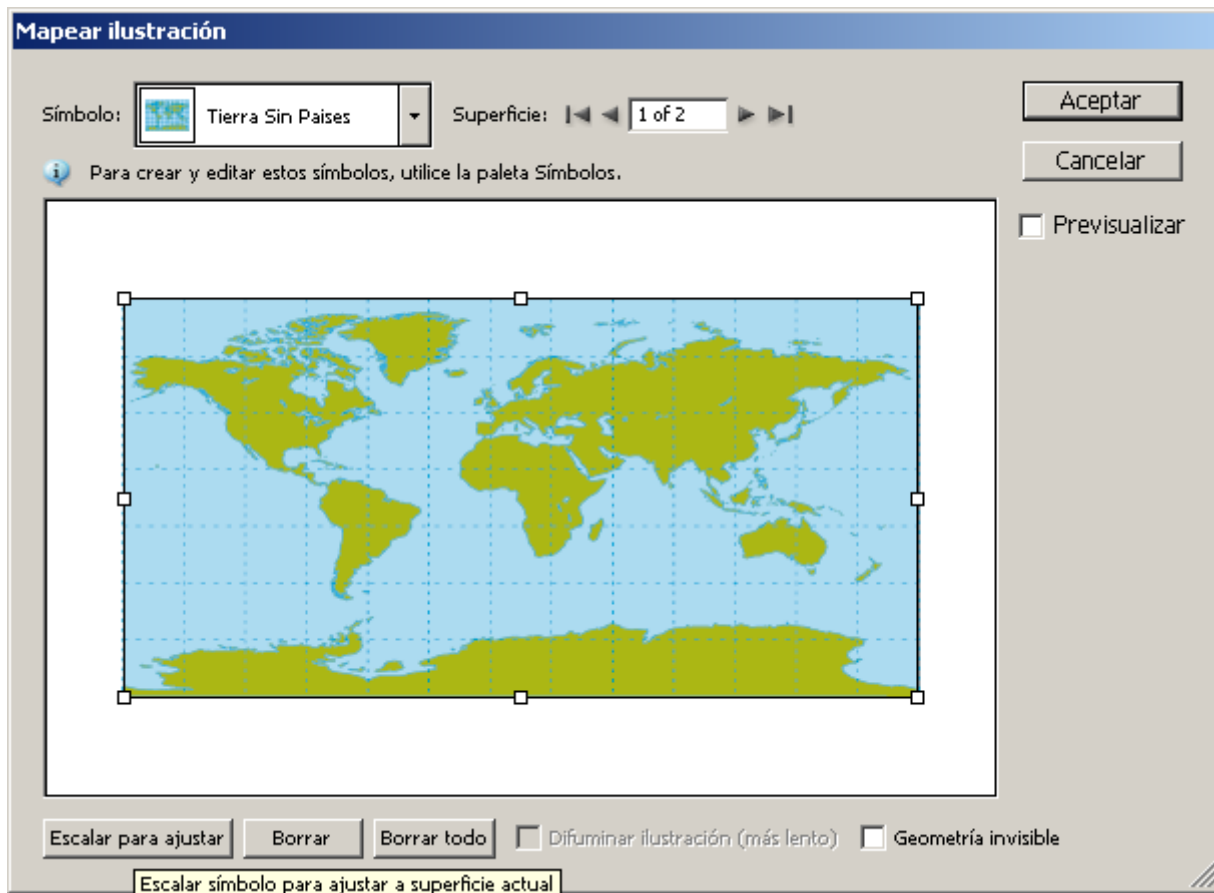 Mapear ilustración
Símbolo: Tierra Sin Paises Superficie: 1 of 2 Aceptar
Para crear y editar estos símbolos, utilice la paleta Símbolos. Cancelar
Previsualizar
Escalar para ajustar Borrar Borrar todo Difuminar ilustración (más lento) Geometría invisible
Escalar símbolo para ajustar a superficie actual